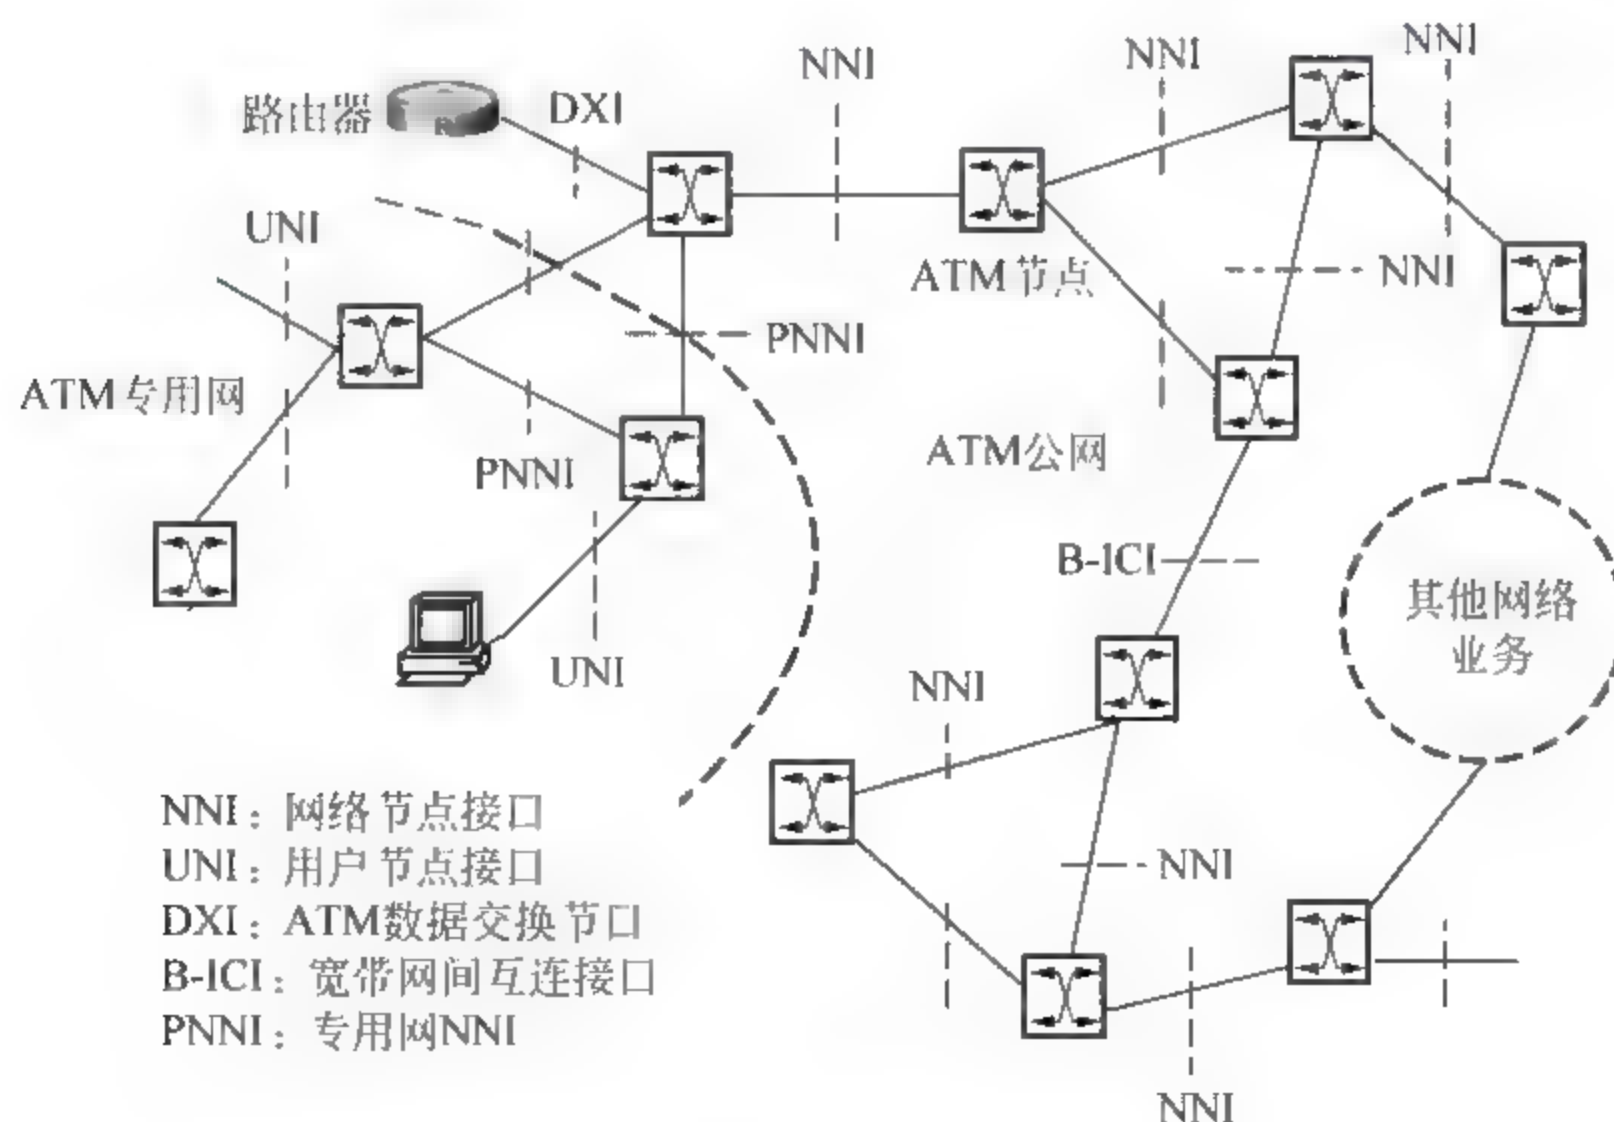 NNI
NNI
NNI
路由器
DXI
UNI
ATM节点
NNI
PNNI
ATM专用网
PNNI
ATM公网
B-ICI
其他网络
业务
UNI
NNI
NNI
NNI
NNI：网络节点接口
UNI：用户节点接口
DXI：ATM数据交换节口
B-ICI：宽带网间互连接口
PNNI：专用网NNI